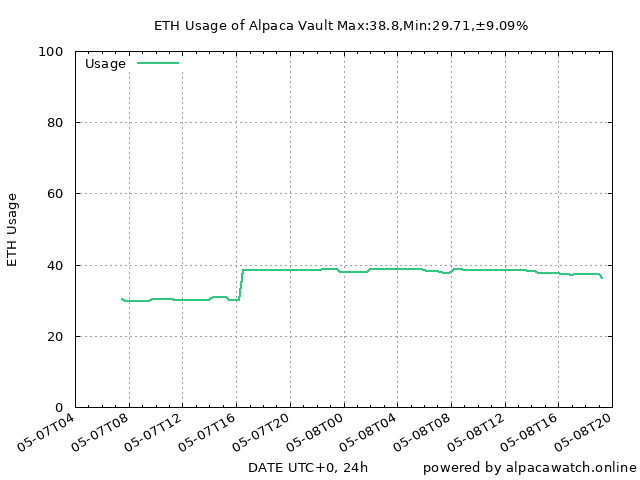 ETH Usage of Alpaca Vault Max:38.8,Min:29.71,±9.09%
Usage
ETH Usage
100
80
60
40
20
0
05-07T04
05-07T08
05-07T12
05-07T16
05-07T20
05-08T00
05-08T04
05-08T08
05-08T12
05-08T16
05-08T20
DATE UTC+0, 24h
powered by alpacawatch.online